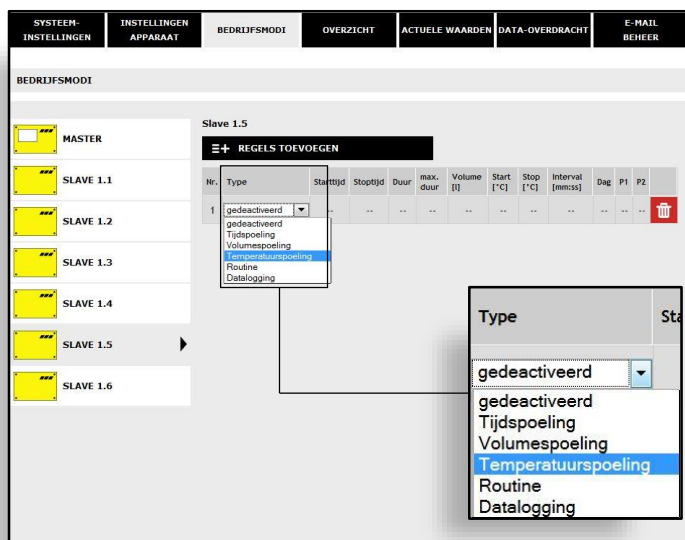 SYSTEEM-
INSTELLINGEN
INSTELLINGEN
APPARAAT
BEDRIJFSMODI
OVERZICHT
ACTUELE WAARDEN
DATA-OVERDRACHT
E-MAIL
BEHEER
BEDRIJFSMODI
MASTER
SLAVE 1.1
SLAVE 1.2
SLAVE 1.3
SLAVE 1.4
SLAVE 1.5
SLAVE 1.6
Slave 1.5
REGELS TOEVOEGEN
Nr. Type Starttijd Stoptijd Duur max. duur Volume [l] Start [°C] Stop [°C] Interval [mm:ss] Dag P1 P2
1 gedeactiveerd -- -- -- -- -- -- -- -- -- -- --
gedeactiveerd
Tijdspoeling
Volumespoeling
Temperatuurspoeling
Routine
Datalogging
Type Sta
gedeactiveerd
gedeactiveerd
Tijdspoeling
Volumespoeling
Temperatuurspoeling
Routine
Datalogging